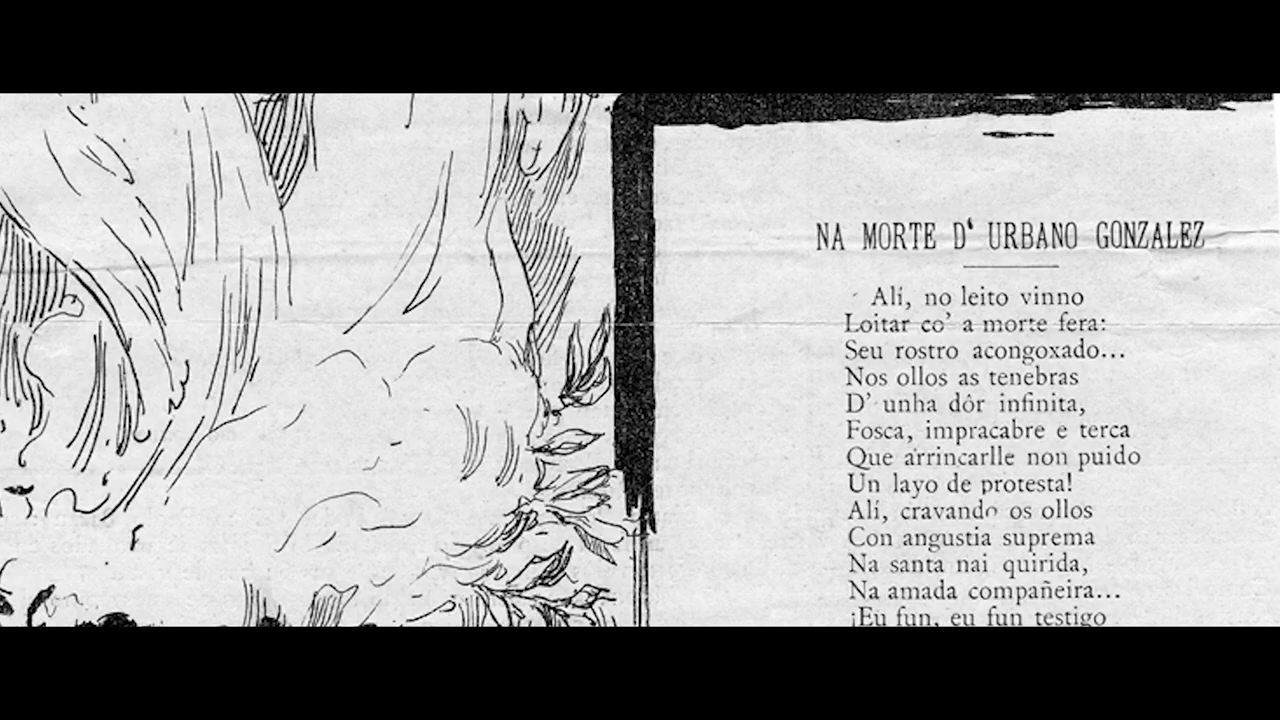 NA MORTE D‘ URBANO GONZALEZ
Alí, no leito vinno
Loitar co’ a morte fera:
Seu rostro acongoxado...
Nos ollos as tenebras
D’ unha dôr infinita,
Fosca, impracabre e terca
Que arrincarlle non puido
Un layo de protesta!
Alí, cravando os ollos
Con angustia suprema
Na santa nai quirida,
Na amada compañeira...
¡Eu fun, eu fun testigo